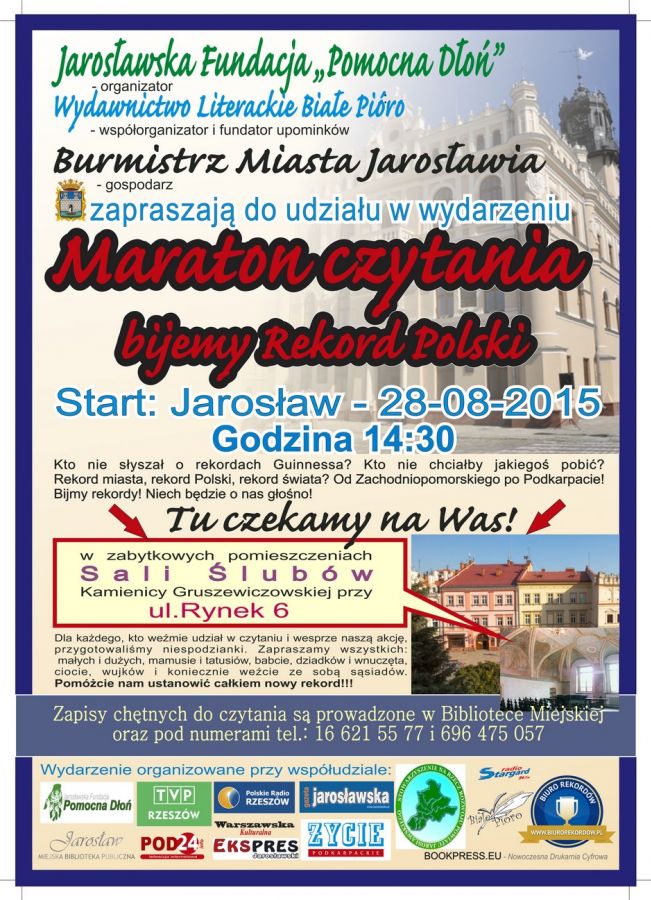 Jarosławska Fundacja „Pomocna Dłoń”
- organizator
Wydawnictwo Literackie Białe Pióro
- współorganizator i fundator upominków
Burmistrz Miasta Jarosławia
- gospodarz
zapraszają do udziału w wydarzeniu
Maraton czytania
bijemy Rekord Polski
Start: Jarosław - 28-08-2015
Godzina 14:30
Kto nie słyszał o rekordach Guinnessa? Kto nie chciałby jakiegoś pobić?
Rekord miasta, rekord Polski, rekord świata? Od Zachodniopomorskiego po Podkarpacie!
Bijmy rekordy! Niech będzie o nas głośno!
Tu czekamy na Was!
w zabytkowych pomieszczeniach
Sali Ślubów
Kamienicy Gruszewiczowskiej przy
ul.Rynek 6
Dla każdego, kto weźmie udział w czytaniu i wesprze naszą akcję,
przygotowaliśmy niespodzianki. Zapraszamy wszystkich:
małych i dużych, mamusie i tatusiów, babcie, dziadków i wnuczęta,
ciocie, wujków i koniecznie weźcie ze sobą sąsiadów.
Pomóżcie nam ustanowić całkiem nowy rekord!!!
Zapisy chętnych do czytania są prowadzone w Bibliotece Miejskiej
oraz pod numerami tel.: 16 621 55 77 i 696 475 057
Wydarzenie organizowane przy współudziale:
Jarosławska Fundacja
Pomocna Dłoń
TVP
RZESZÓW
Polskie Radio
RZESZÓW
gazeta
jarosławska
radio
Stargard
Białe Pióro
BIURO REKORDÓW
WWW.BIUROREKORDOW.PL
Jarosław
MIEJSKA BIBLIOTEKA PUBLICZNA
POD24.info
telewizja internetowa
Warszawska
Kulturalna
EKSPRES
Jarosławski
ŻYCIE
PODKARPACKIE
BOOKPRESS.EU - Nowoczesna Drukarnia Cyfrowa